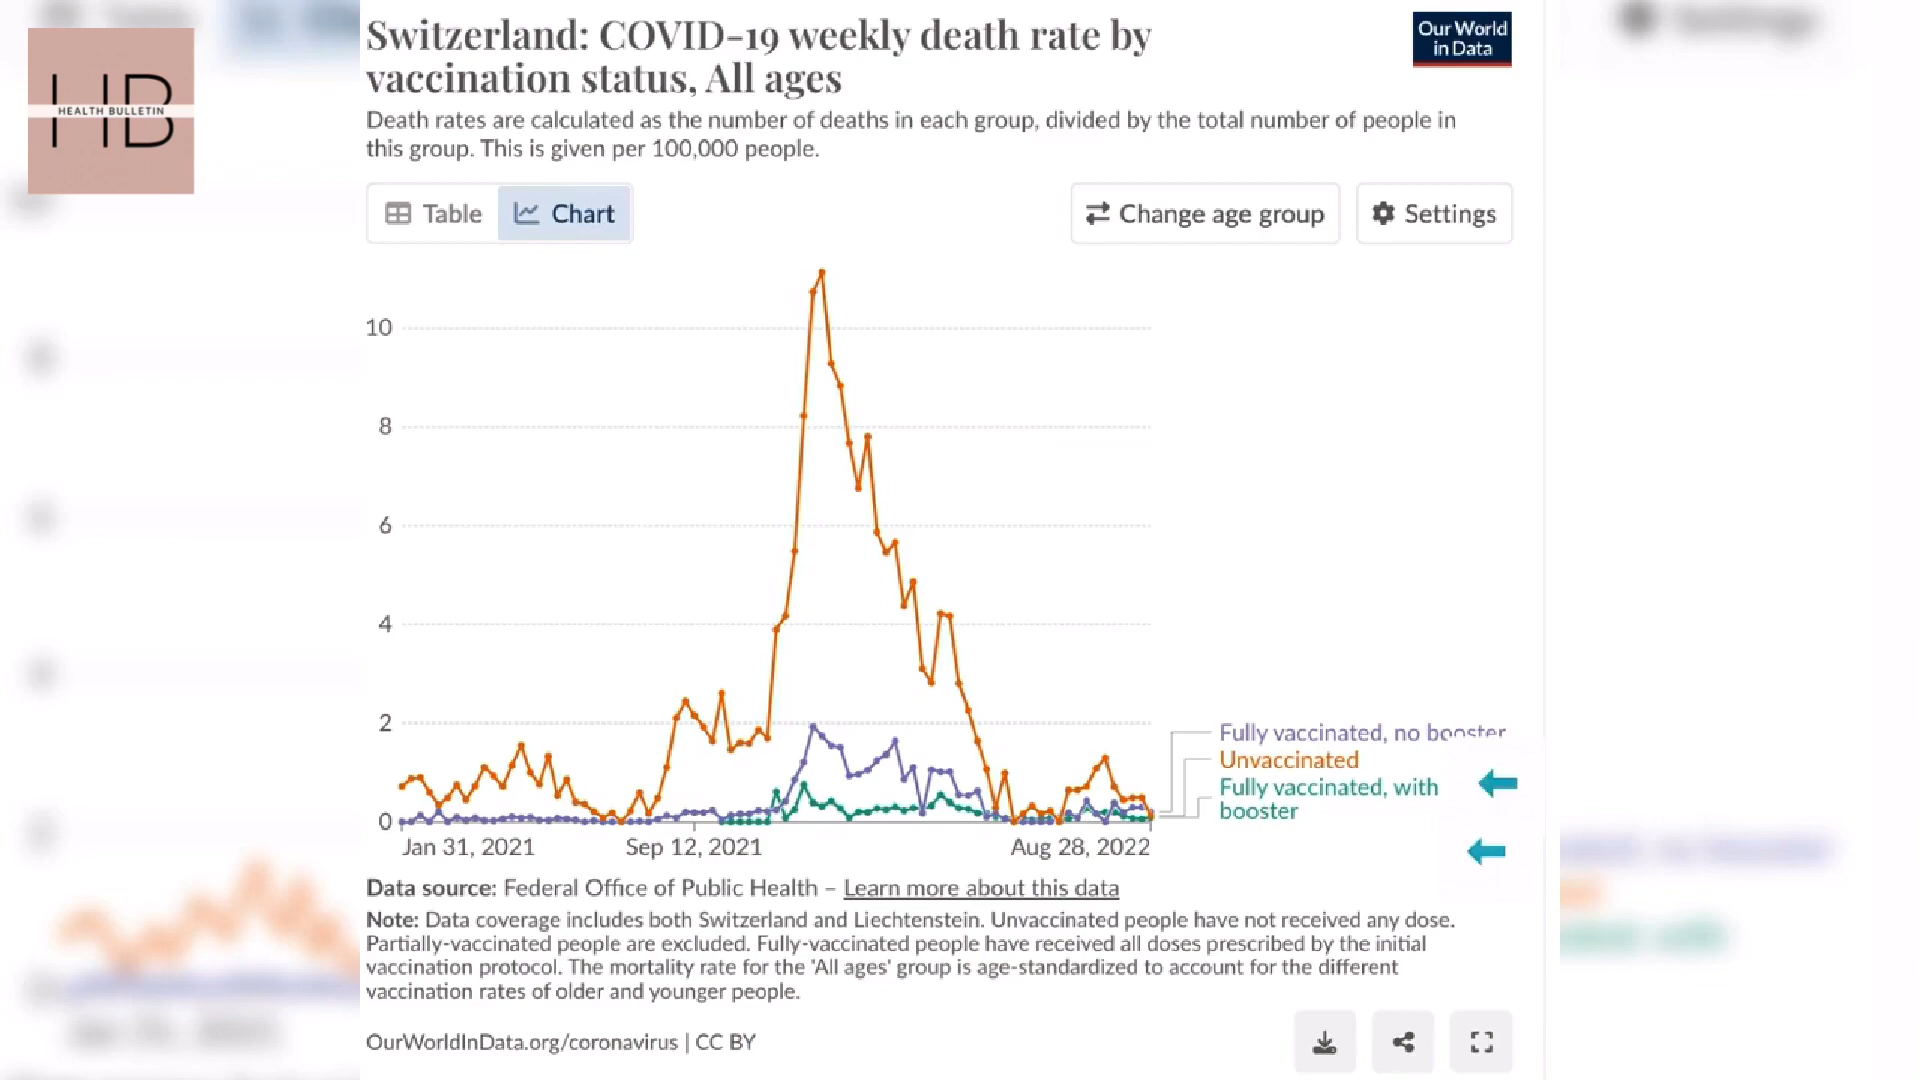 Switzerland: COVID-19 weekly death rate by
vaccination status, All ages
Our World
in Data
HB
HEALTH BULLETIN
Death rates are calculated as the number of deaths in each group, divided by the total number of people in
this group. This is given per 100,000 people.
Table
Chart
Change age group
Settings
10
8
6
4
2
0
Fully vaccinated, no booster
Unvaccinated
Fully vaccinated, with
booster
Jan 31, 2021
Sep 12, 2021
Aug 28, 2022
Data source: Federal Office of Public Health – Learn more about this data
Note: Data coverage includes both Switzerland and Liechtenstein. Unvaccinated people have not received any dose.
Partially-vaccinated people are excluded. Fully-vaccinated people have received all doses prescribed by the initial
vaccination protocol. The mortality rate for the 'All ages' group is age-standardized to account for the different
vaccination rates of older and younger people.
OurWorldInData.org/coronavirus | CC BY